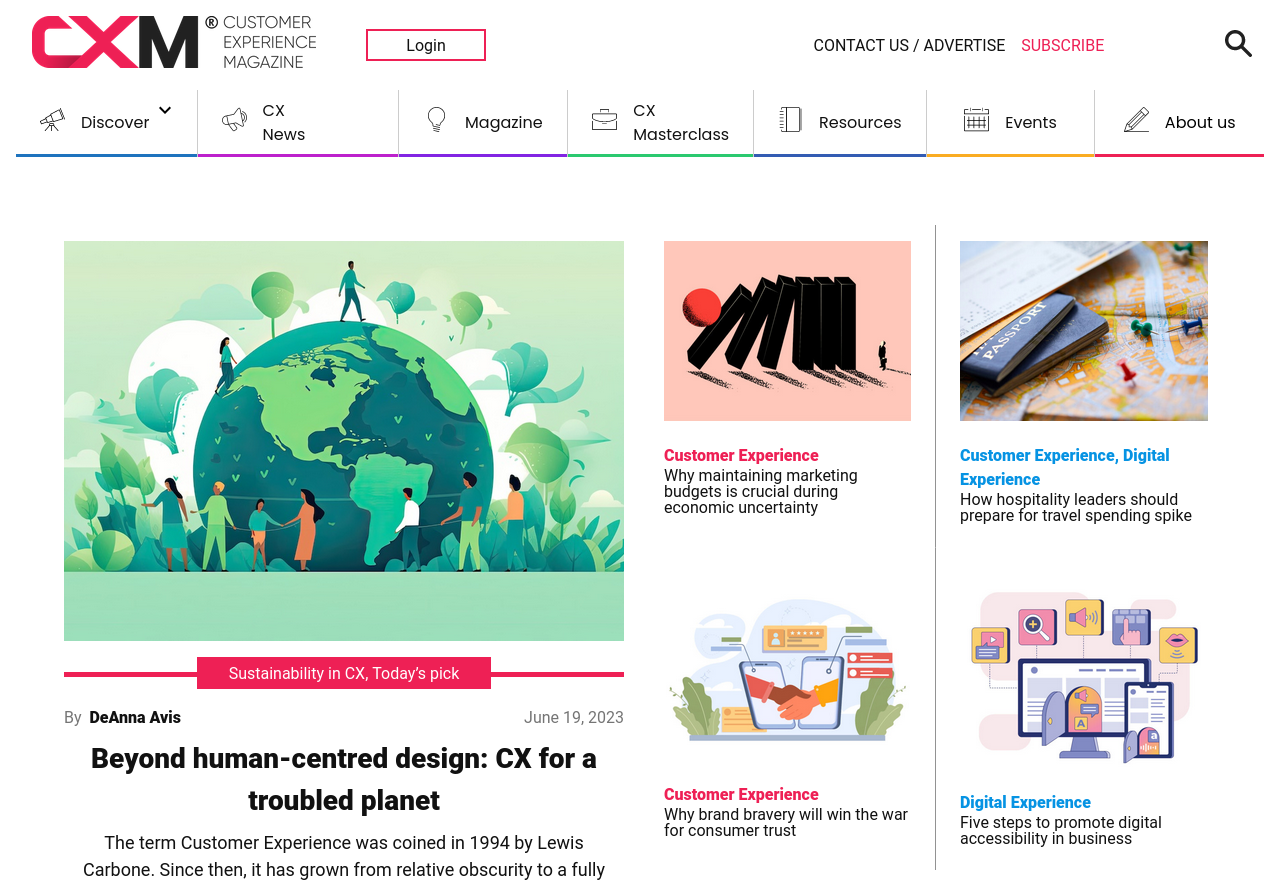 CXM® CUSTOMER
EXPERIENCE
MAGAZINE
Login
CONTACT US / ADVERTISE
SUBSCRIBE
Discover
CX
News
Magazine
CX
Masterclass
Resources
Events
About us
PASSPORT
Sustainability in CX, Today’s pick
By DeAnna Avis
June 19, 2023
Beyond human-centred design: CX for a
troubled planet
The term Customer Experience was coined in 1994 by Lewis
Carbone. Since then, it has grown from relative obscurity to a fully
Customer Experience
Why maintaining marketing
budgets is crucial during
economic uncertainty
Customer Experience
Why brand bravery will win the war
for consumer trust
Customer Experience, Digital
Experience
How hospitality leaders should
prepare for travel spending spike
A
a
Digital Experience
Five steps to promote digital
accessibility in business